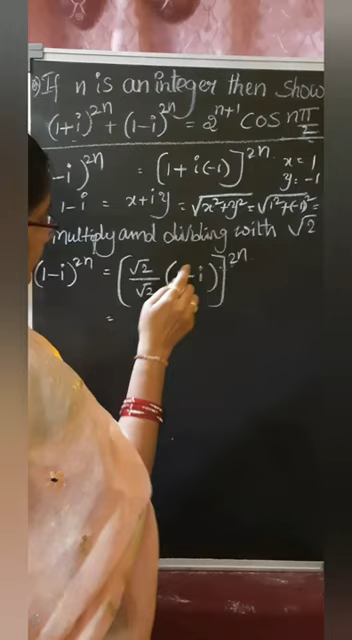 If n is an integer then show
(1+i)^{2n} + (1-i)^{2n} = 2^{n+1} cos nπ/2
-i)^{2n} = [1+i(-1)]^{2n} x=1
y=-1
1-i = x+iy = √x²+y² = √1²+(-1)² =
multiply and dividing with √2
(1-i)^{2n} = [√2/√2 (1-i)]^{2n}
=